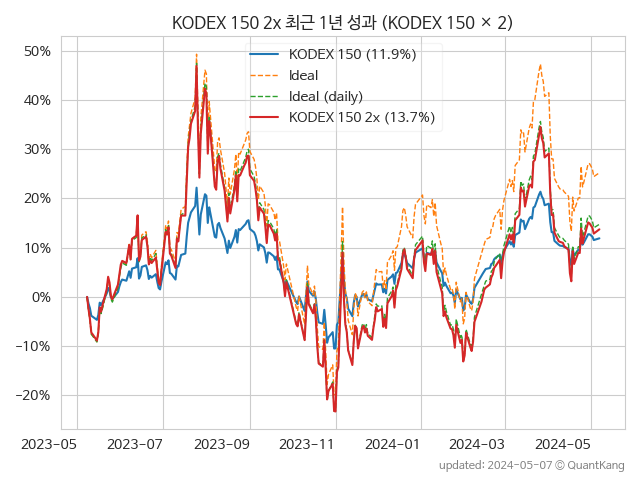 KODEX 150 2x 최근 1년 성과 (KODEX 150 × 2)
KODEX 150 (11.9%)
Ideal
Ideal (daily)
KODEX 150 2x (13.7%)
50%
40%
30%
20%
10%
0%
−10%
−20%
2023-05 2023-07 2023-09 2023-11 2024-01 2024-03 2024-05
updated: 2024-05-07 © QuantKang